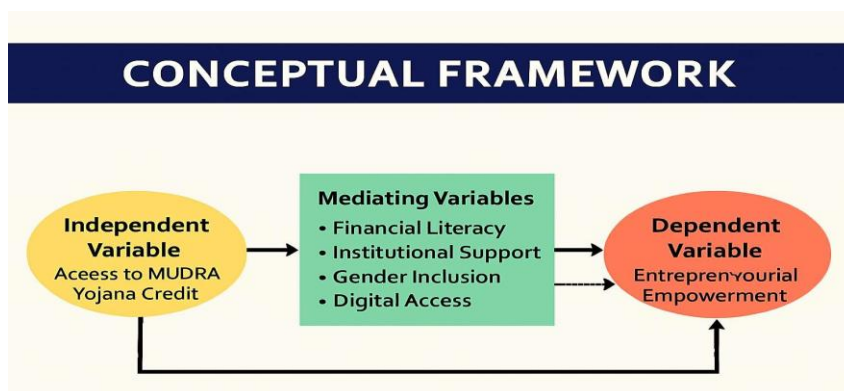 CONCEPTUAL FRAMEWORK
Independent
Variable
Aceess to MUDRA
Yojana Credit
Mediating Variables
• Financial Literacy
• Institutional Support
• Gender Inclusion
• Digital Access
Dependent
Variable
Entreprenyourial
Empowerment